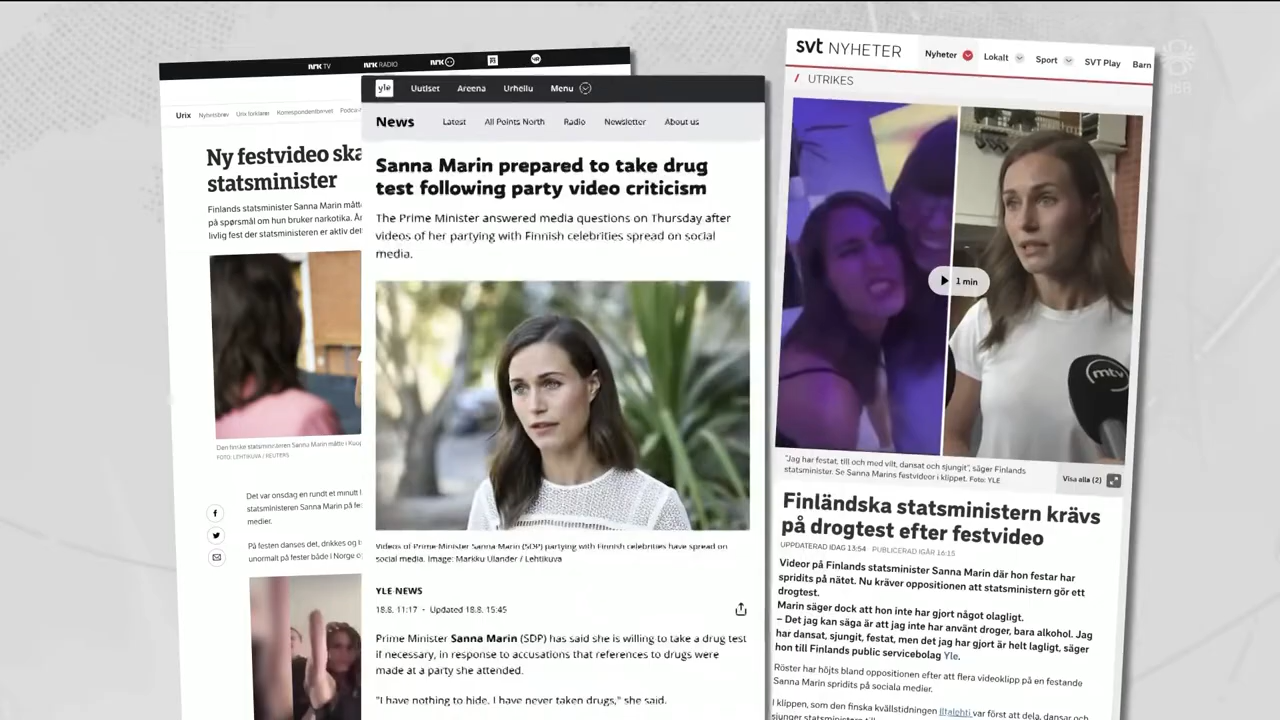 NRK TV
NRK RADIO
NRK
Urix
Nyhetsbrev
Urix forklarer
Korrespondentbrevet
Ny festvideo ska
statsminister
Finlands statsminister Sanna Marin måtte
på spørsmål om hun bruker narkotika. År
livlig fest der statsministeren er aktiv del
Den finske statsministeren Sanna Marin måtte i Kuop
FOTO: LEHTIKUVA / REUTERS
Det var onsdag en rundt et minutt l
statsministeren Sanna Marin på fe
medier.
På festen danses det, drikkes og
unormalt på fester både i Norge o
yle
Uutiset
Areena
Urheilu
Menu
News
Latest
All Points North
Radio
Newsletter
About us
Sanna Marin prepared to take drug
test following party video criticism
The Prime Minister answered media questions on Thursday after
videos of her partying with Finnish celebrities spread on social
media.
Videos of Prime Minister Sanna Marin (SDP) partying with Finnish celebrities have spread on
social media. Image: Markku Ulander / Lehtikuva
YLE NEWS
18.8. 11:17 • Updated 18.8. 15:45
Prime Minister Sanna Marin (SDP) has said she is willing to take a drug test
if necessary, in response to accusations that references to drugs were
made at a party she attended.
"I have nothing to hide. I have never taken drugs," she said.
svt NYHETER
Nyheter
Lokalt
Sport
SVT Play
Barn
/ UTRIKES
1 min
mtv
"Jag har festat, till och med vilt, dansat och sjungit", säger Finlands
statsminister. Se Sanna Marins festvideor i klippet. Foto: YLE
Visa alla (2)
Finländska statsministern krävs
på drogtest efter festvideo
UPPDATERAD IDAG 13:54 PUBLICERAD IGÅR 16:15
Videor på Finlands statsminister Sanna Marin där hon festar har
spridits på nätet. Nu kräver oppositionen att statsministern gör ett
drogtest.
Marin säger dock att hon inte har gjort något olagligt.
– Det jag kan säga är att jag inte har använt droger, bara alkohol. Jag
har dansat, sjungit, festat, men det jag har gjort är helt lagligt, säger
hon till Finlands public servicebolag Yle.
Röster har höjts bland oppositionen efter att flera videoklipp på en festande
Sanna Marin spridits på sociala medier.
I klippen, som den finska kvällstidningen Iltalehti var först att dela, dansar och
sjunger statsministern